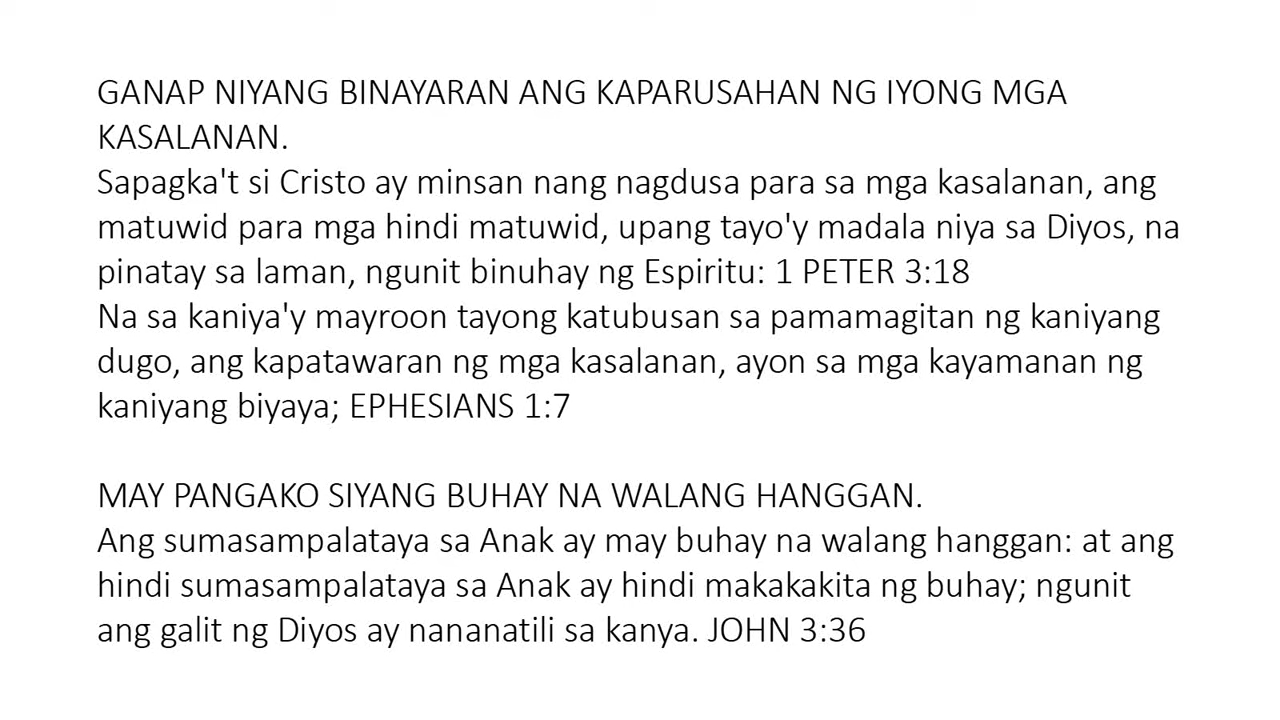 GANAP NIYANG BINAYARAN ANG KAPARUSAHAN NG IYONG MGA
KASALANAN.
Sapagka't si Cristo ay minsan nang nagdusa para sa mga kasalanan, ang
matuwid para mga hindi matuwid, upang tayo'y madala niya sa Diyos, na
pinatay sa laman, ngunit binuhay ng Espiritu: 1 PETER 3:18
Na sa kaniya'y mayroon tayong katubusan sa pamamagitan ng kaniyang
dugo, ang kapatawaran ng mga kasalanan, ayon sa mga kayamanan ng
kaniyang biyaya; EPHESIANS 1:7
MAY PANGAKO SIYANG BUHAY NA WALANG HANGGAN.
Ang sumasampalataya sa Anak ay may buhay na walang hanggan: at ang
hindi sumasampalataya sa Anak ay hindi makakakita ng buhay; ngunit
ang galit ng Diyos ay nananatili sa kanya. JOHN 3:36